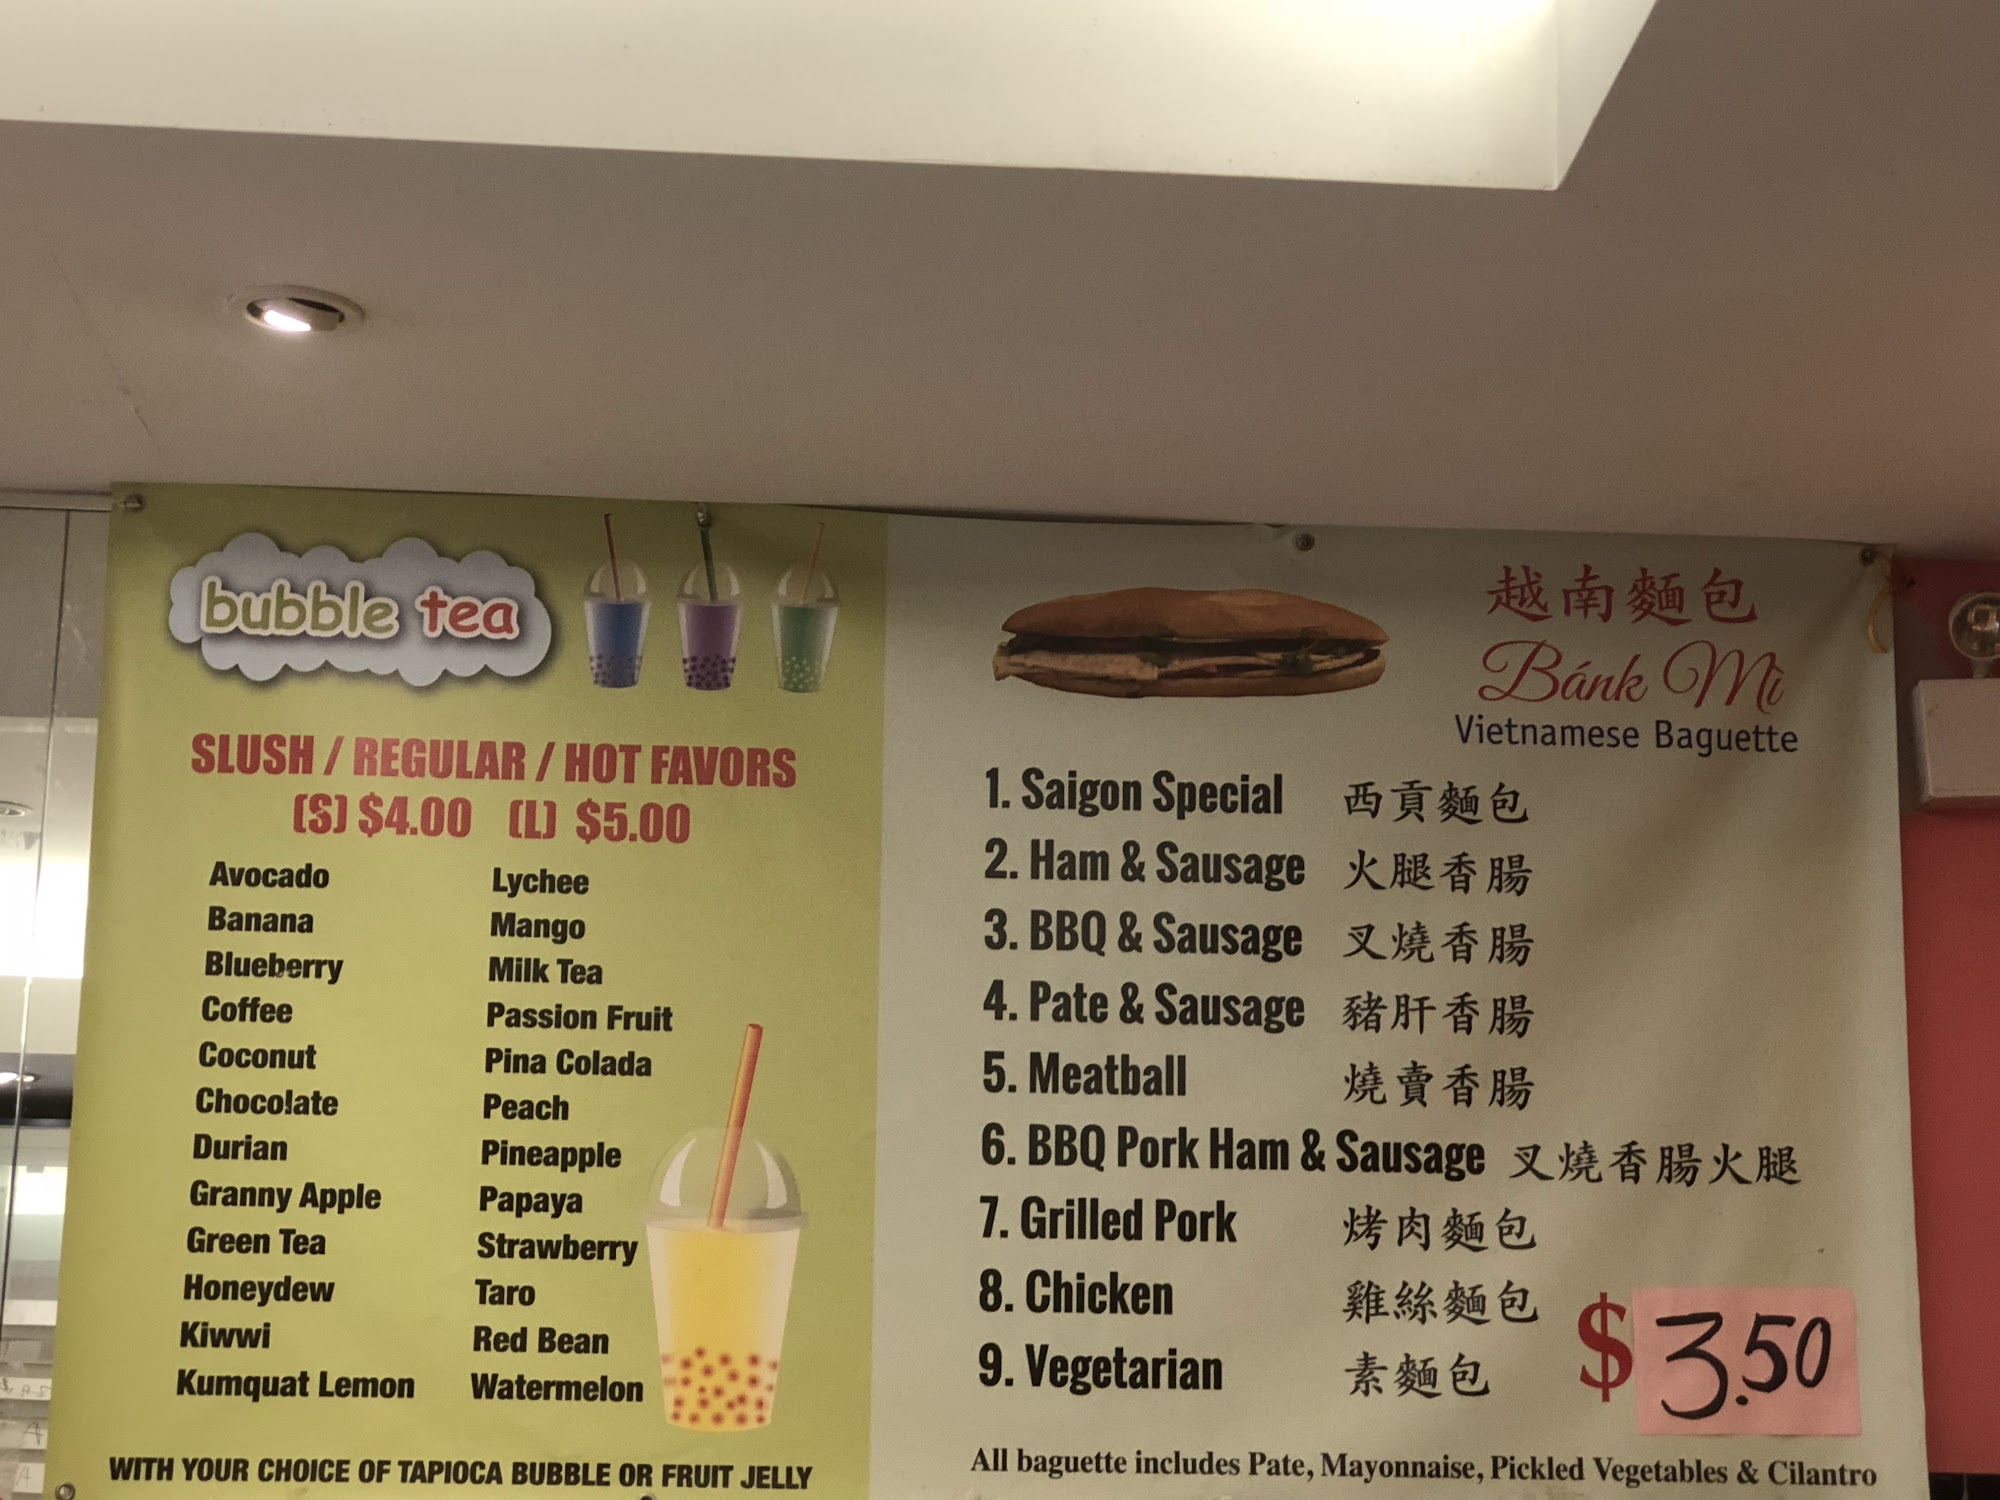 bubble tea
SLUSH / REGULAR / HOT FAVORS
(S) $4.00 (L) $5.00
Avocado
Banana
Blueberry
Coffee
Coconut
Chocolate
Durian
Granny Apple
Green Tea
Honeydew
Kiwwi
Kumquat Lemon
Lychee
Mango
Milk Tea
Passion Fruit
Pina Colada
Peach
Pineapple
Papaya
Strawberry
Taro
Red Bean
Watermelon
WITH YOUR CHOICE OF TAPIOCA BUBBLE OR FRUIT JELLY
越南麵包
Bánk Mì
Vietnamese Baguette
1. Saigon Special 西貢麵包
2. Ham & Sausage 火腿香腸
3. BBQ & Sausage 叉燒香腸
4. Pate & Sausage 豬肝香腸
5. Meatball 燒賣香腸
6. BBQ Pork Ham & Sausage 叉燒香腸火腿
7. Grilled Pork 烤肉麵包
8. Chicken 雞絲麵包
9. Vegetarian 素麵包
$3.50
All baguette includes Pate, Mayonnaise, Pickled Vegetables & Cilantro